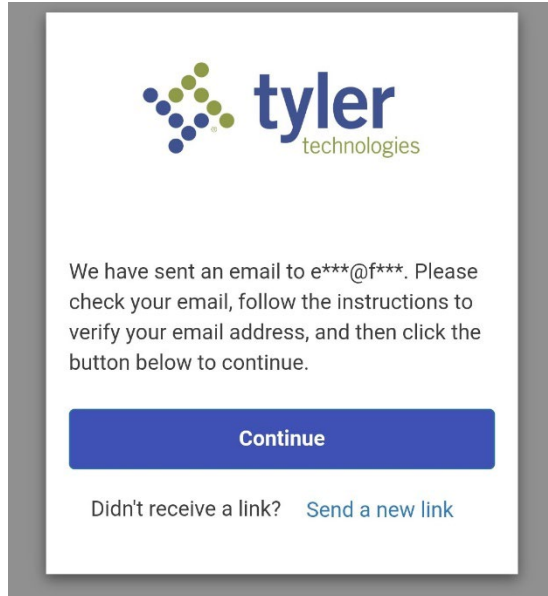 tyler
technologies
We have sent an email to e***@f***. Please
check your email, follow the instructions to
verify your email address, and then click the
button below to continue.
Continue
Didn't receive a link? Send a new link